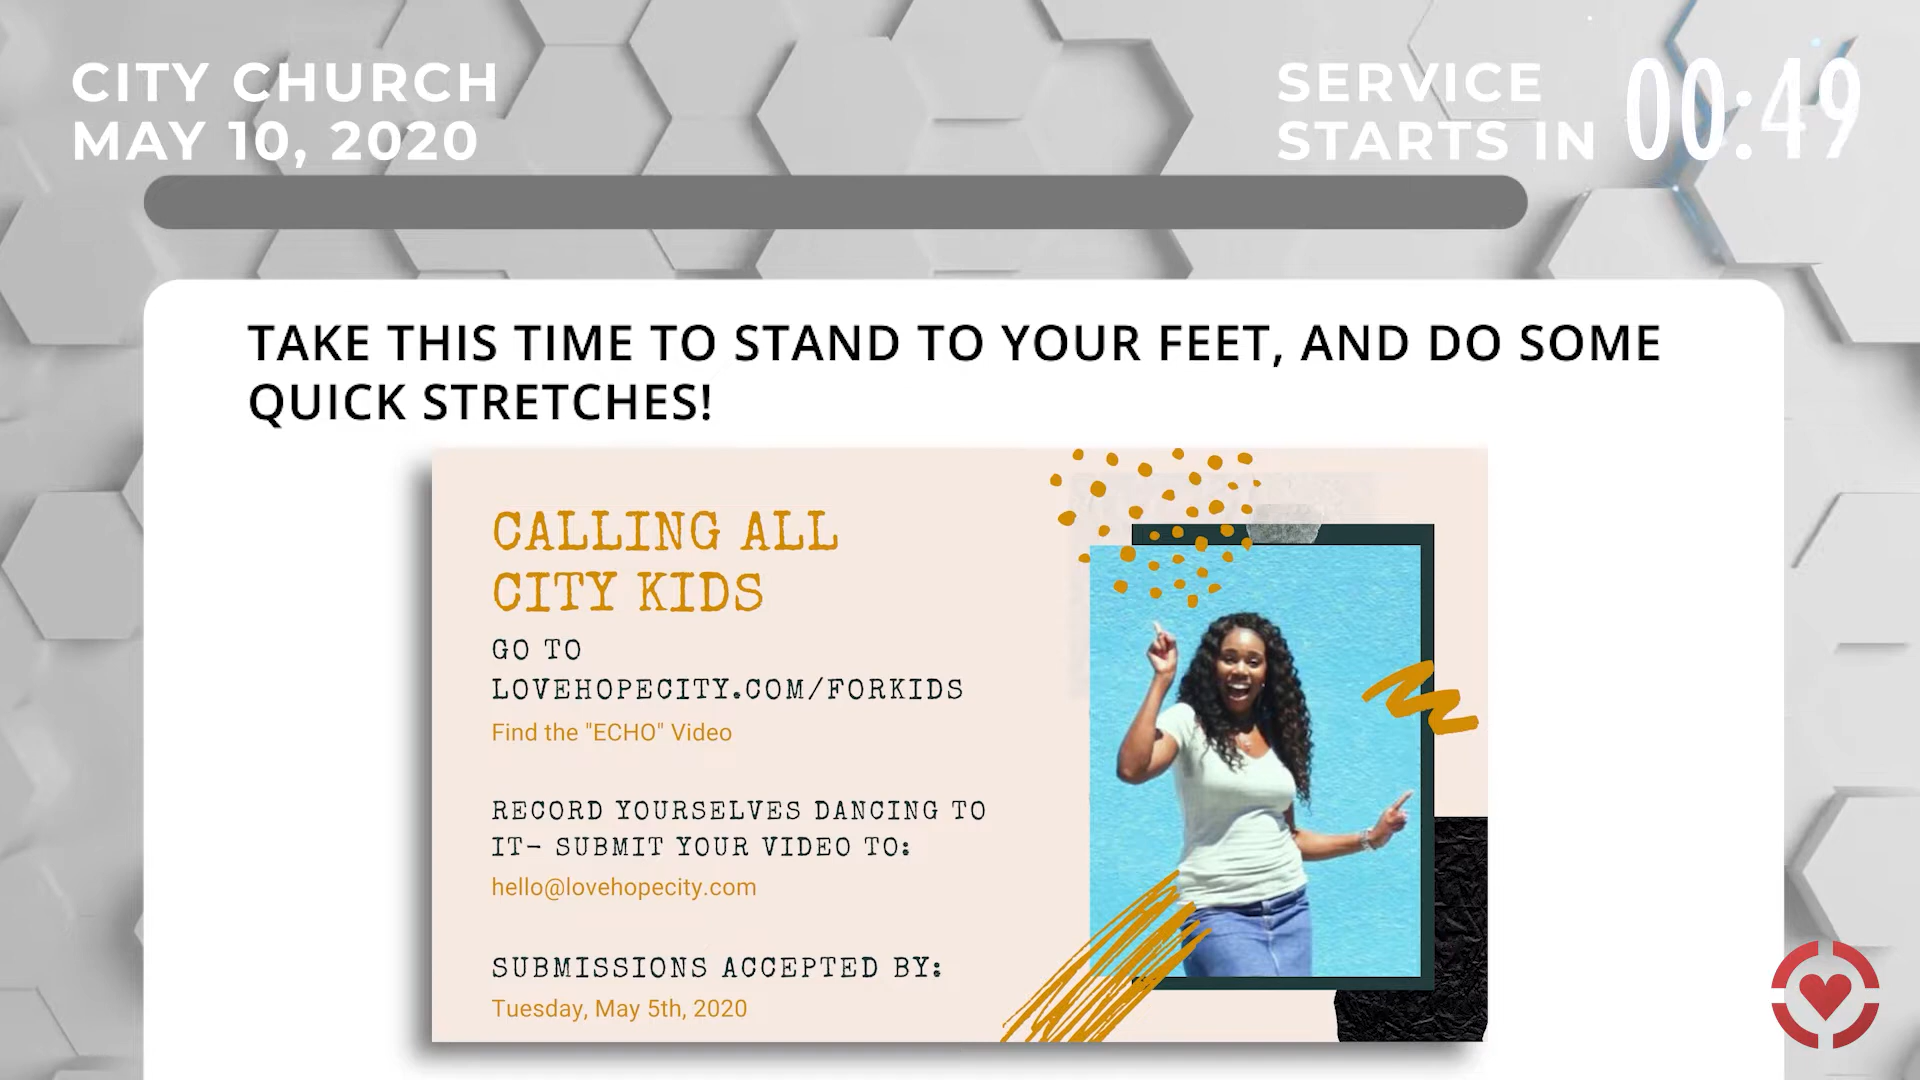 CITY CHURCH
MAY 10, 2020
SERVICE
STARTS IN
00:49
TAKE THIS TIME TO STAND TO YOUR FEET, AND DO SOME
QUICK STRETCHES!
CALLING ALL
CITY KIDS
GO TO
LOVEHOPECITY.COM/FORKIDS
Find the "ECHO" Video
RECORD YOURSELVES DANCING TO
IT- SUBMIT YOUR VIDEO TO:
hello@lovehopecity.com
SUBMISSIONS ACCEPTED BY:
Tuesday, May 5th, 2020